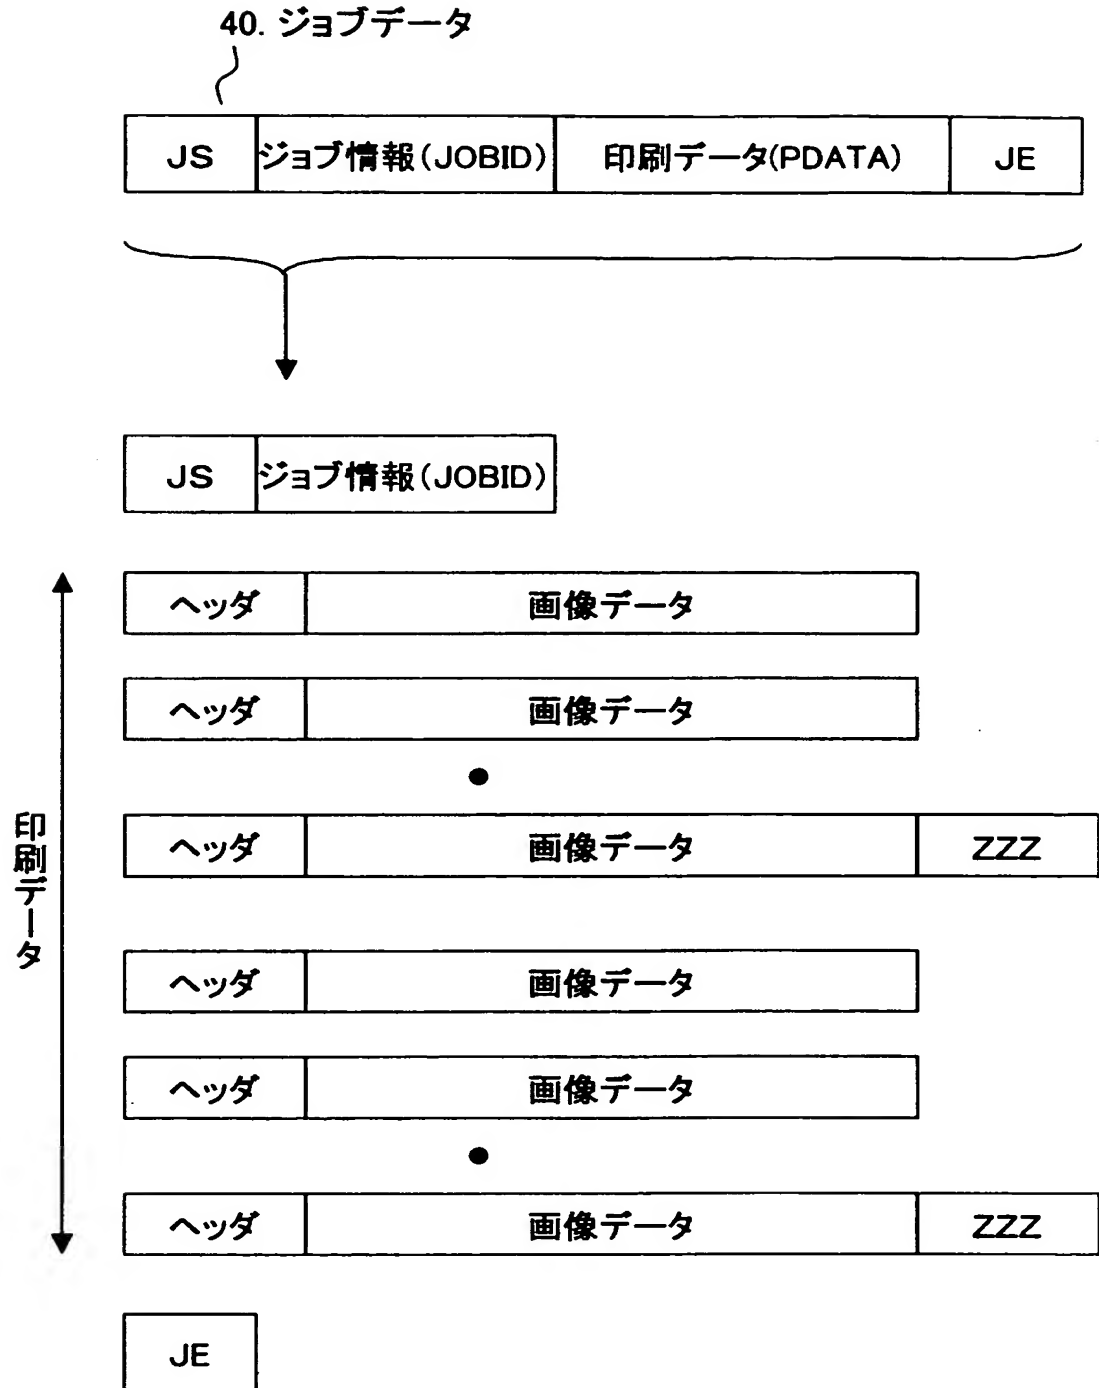 40. ジョブデータ
JS ジョブ情報(JOBID) 印刷データ(PDATA) JE
JS ジョブ情報(JOBID)
ヘッダ 画像データ
ヘッダ 画像データ
印刷データ
ヘッダ 画像データ ZZZ
ヘッダ 画像データ
ヘッダ 画像データ
ヘッダ 画像データ ZZZ
JE